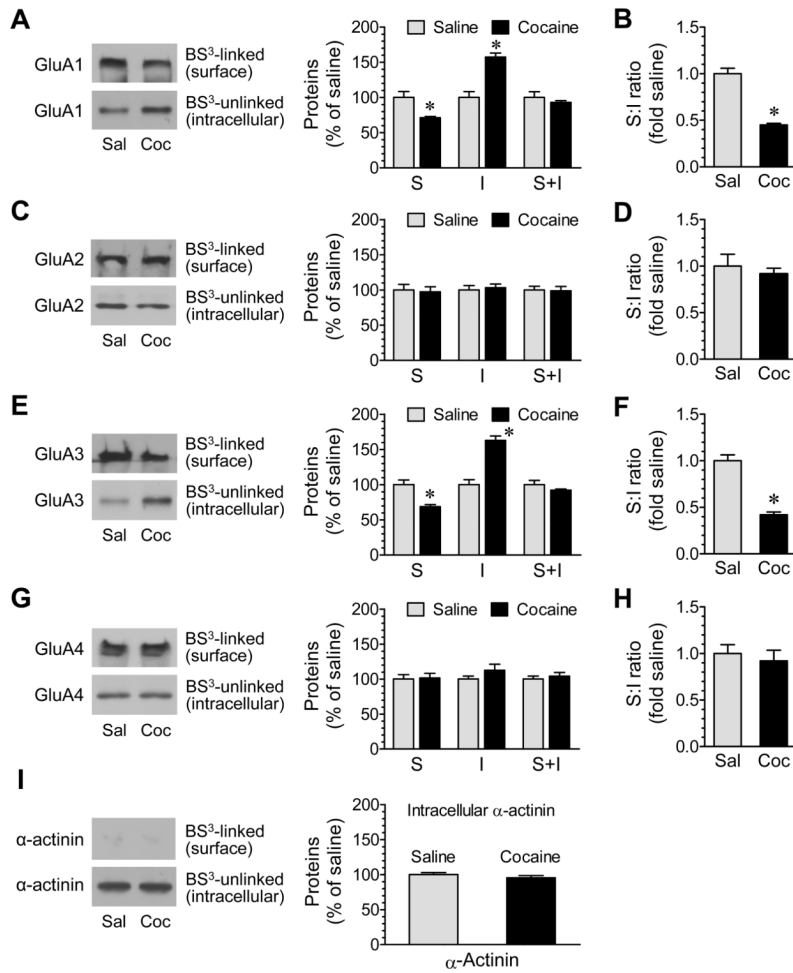 A
GluA1
BS³-linked
(surface)
GluA1
BS³-unlinked
(intracellular)
Sal Coc
Proteins
(% of saline)
200
150
100
50
0
Saline Cocaine
*
*
S I S+I
B
S:I ratio
(fold saline)
1.5
1.0
0.5
0.0
*
Sal Coc
C
GluA2
BS³-linked
(surface)
GluA2
BS³-unlinked
(intracellular)
Sal Coc
Proteins
(% of saline)
200
150
100
50
0
Saline Cocaine
S I S+I
D
S:I ratio
(fold saline)
1.5
1.0
0.5
0.0
Sal Coc
E
GluA3
BS³-linked
(surface)
GluA3
BS³-unlinked
(intracellular)
Sal Coc
Proteins
(% of saline)
200
150
100
50
0
Saline Cocaine
*
*
S I S+I
F
S:I ratio
(fold saline)
1.5
1.0
0.5
0.0
*
Sal Coc
G
GluA4
BS³-linked
(surface)
GluA4
BS³-unlinked
(intracellular)
Sal Coc
Proteins
(% of saline)
200
150
100
50
0
Saline Cocaine
S I S+I
H
S:I ratio
(fold saline)
1.5
1.0
0.5
0.0
Sal Coc
I
α-actinin
BS³-linked
(surface)
α-actinin
BS³-unlinked
(intracellular)
Sal Coc
Proteins
(% of saline)
200
150
100
50
0
Intracellular α-actinin
Saline Cocaine
α-Actinin